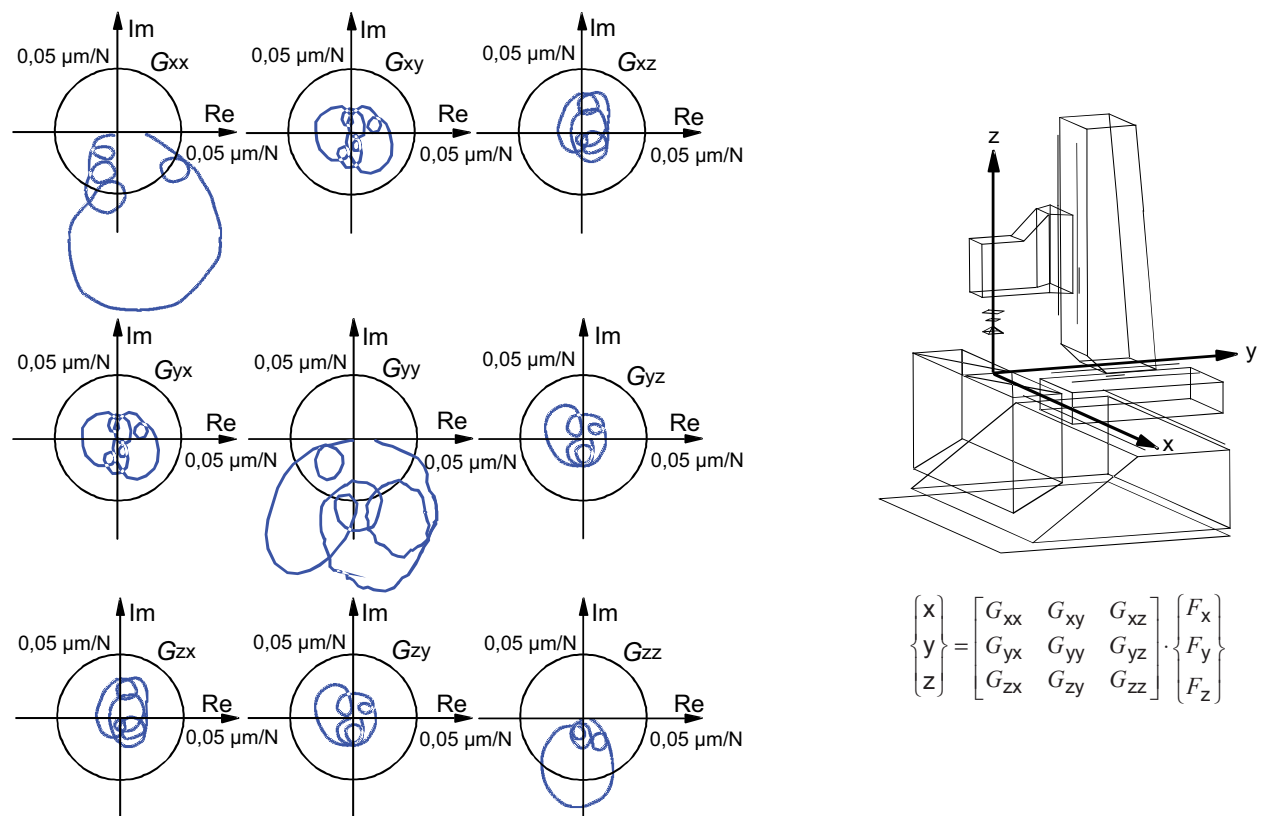 Im
0,05 µm/N
Gxx
Re
0,05 µm/N
Im
0,05 µm/N
Gxy
Re
0,05 µm/N
Im
0,05 µm/N
Gxz
Re
0,05 µm/N
Im
0,05 µm/N
Gyx
Re
0,05 µm/N
Im
0,05 µm/N
Gyy
Re
0,05 µm/N
Im
0,05 µm/N
Gyz
Re
0,05 µm/N
Im
0,05 µm/N
Gzx
Re
0,05 µm/N
Im
0,05 µm/N
Gzy
Re
0,05 µm/N
Im
0,05 µm/N
Gzz
Re
0,05 µm/N
z
y
x
x Gxx Gxy Gxz Fx
y = Gyx Gyy Gyz · Fy
z Gzx Gzy Gzz Fz